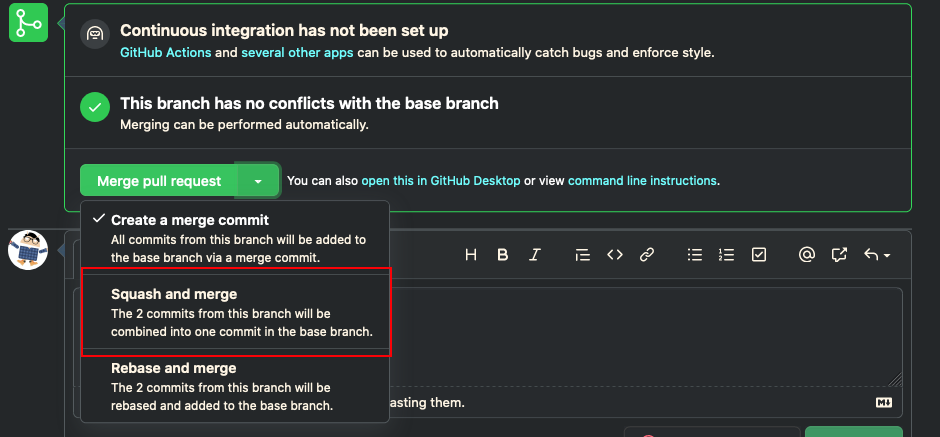 Continuous integration has not been set up
GitHub Actions and several other apps can be used to automatically catch bugs and enforce style.
This branch has no conflicts with the base branch
Merging can be performed automatically.
Merge pull request
You can also open this in GitHub Desktop or view command line instructions.
Create a merge commit
All commits from this branch will be added to
the base branch via a merge commit.
H B I
Squash and merge
The 2 commits from this branch will be
combined into one commit in the base branch.
Rebase and merge
The 2 commits from this branch will be
rebased and added to the base branch.
asting them.
M